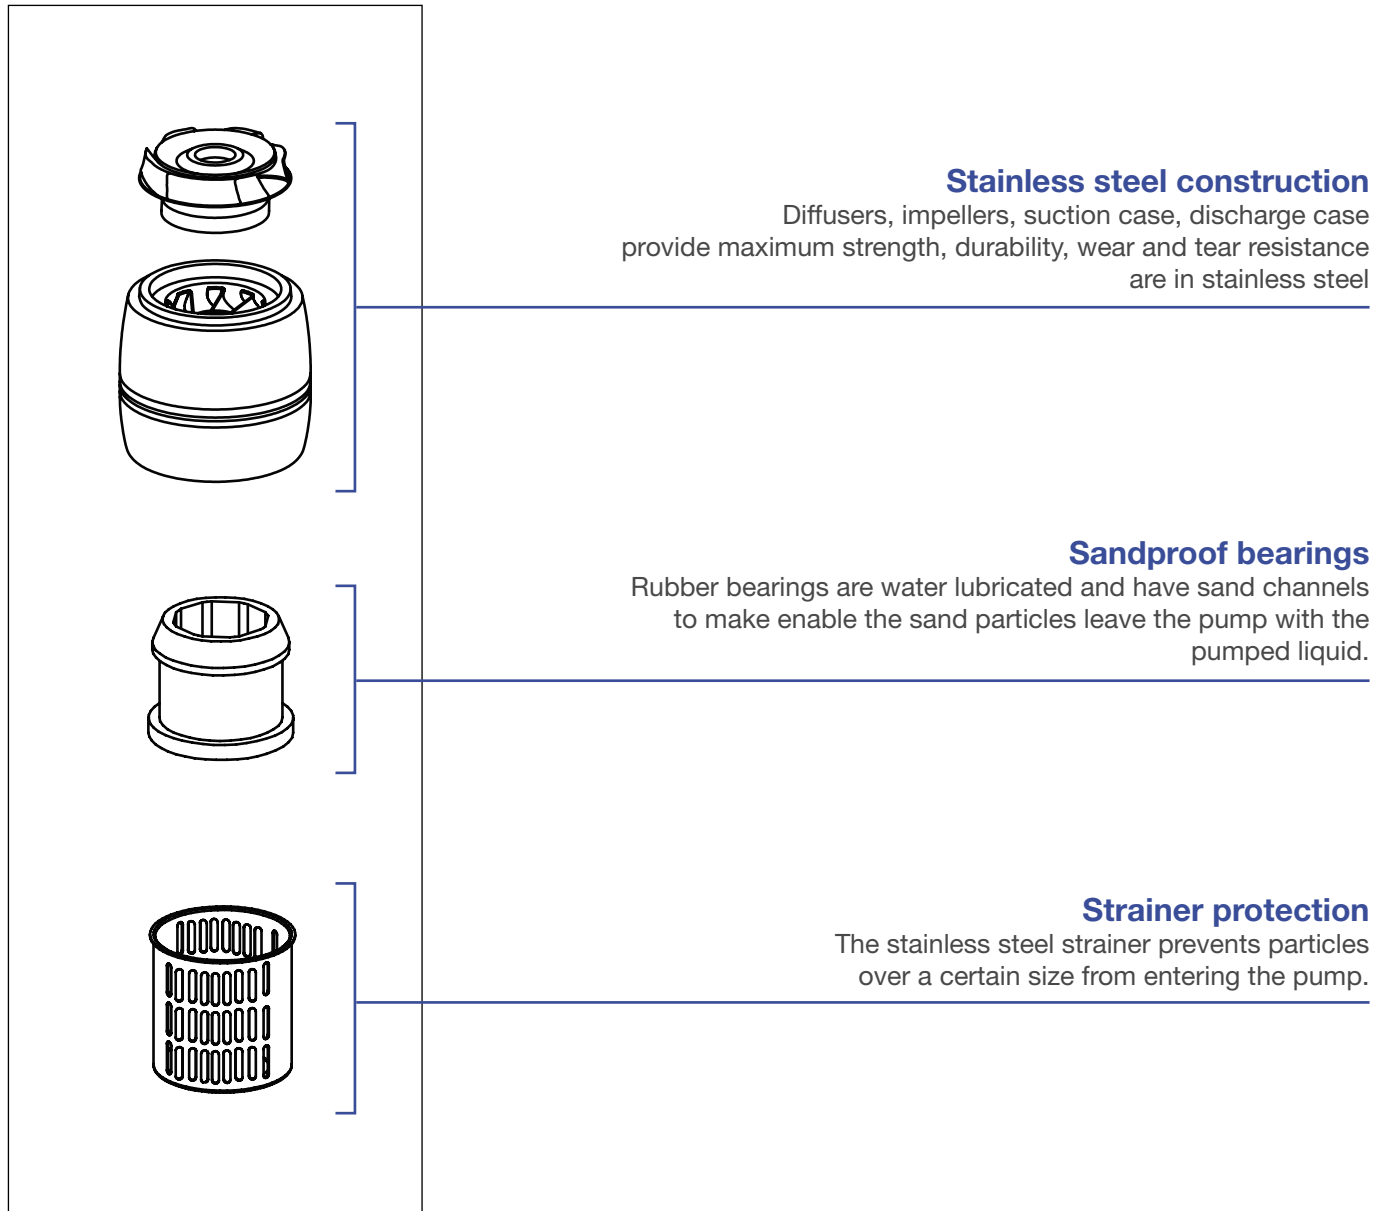 Stainless steel construction
Diffusers, impellers, suction case, discharge case
provide maximum strength, durability, wear and tear resistance
are in stainless steel
Sandproof bearings
Rubber bearings are water lubricated and have sand channels
to make enable the sand particles leave the pump with the
pumped liquid.
Strainer protection
The stainless steel strainer prevents particles
over a certain size from entering the pump.